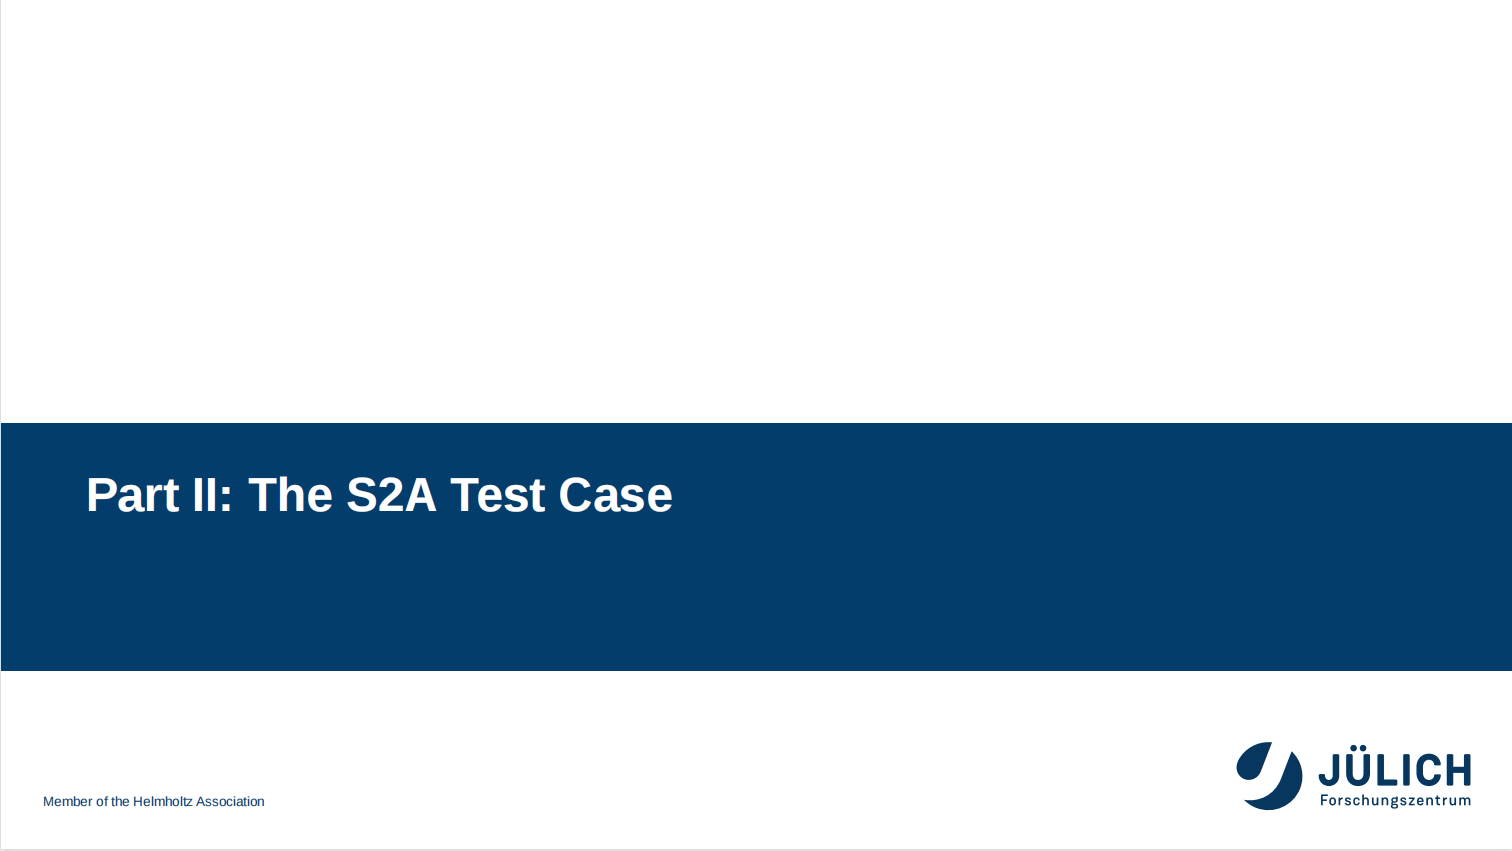 Part II: The S2A Test Case
Member of the Helmholtz Association
JÜLICH
Forschungszentrum